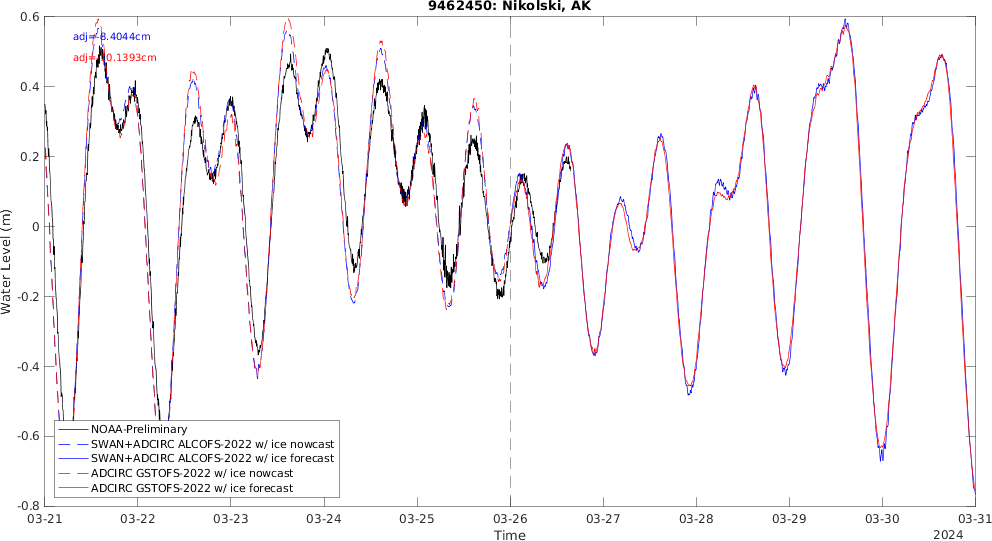 9462450: Nikolski, AK
0.6
adj=-8.4044cm
adj=-10.1393cm
0.4
0.2
0
-0.2
-0.4
-0.6
-0.8
Water Level (m)
NOAA-Preliminary
SWAN+ADCIRC ALCOFS-2022 w/ ice nowcast
SWAN+ADCIRC ALCOFS-2022 w/ ice forecast
ADCIRC GSTOFS-2022 w/ ice nowcast
ADCIRC GSTOFS-2022 w/ ice forecast
03-21 03-22 03-23 03-24 03-25 03-26 03-27 03-28 03-29 03-30 03-31
Time
2024